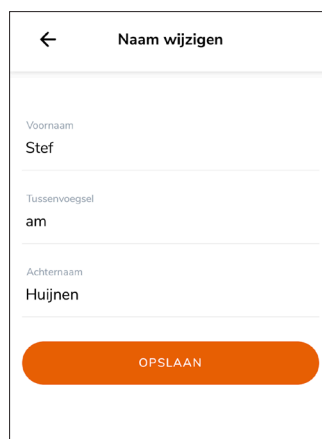 Naam wijzigen
Voornaam
Stef
Tussenvoegsel
am
Achternaam
Huijnen
OPSLAAN